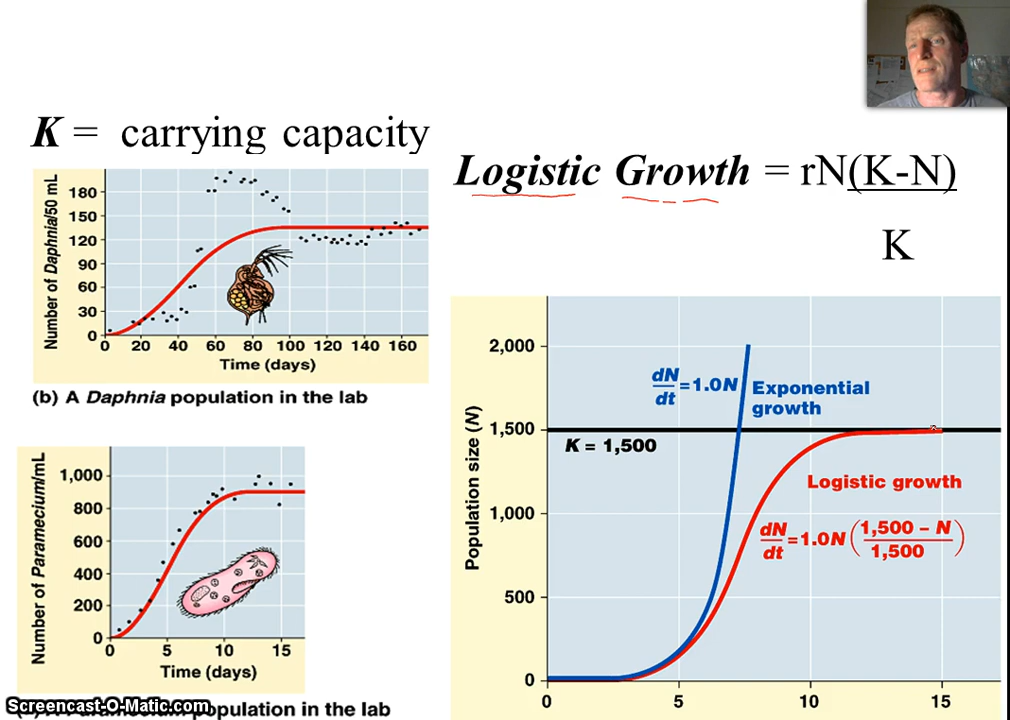 K = carrying capacity
Logistic Growth = rN(K-N)
K
Number of Daphnia/50 mL
180
150
120
90
60
30
0
0 20 40 60 80 100 120 140 160
Time (days)
(b) A Daphnia population in the lab
Number of Paramecium/mL
1,000
800
600
400
200
0
0 5 10 15
Time (days)
population in the lab
Screencast-O-Matic.com
Population size (N)
2,000
1,500
1,000
500
0
0 5 10 15
dN
dt
=1.0N
Exponential
growth
K = 1,500
Logistic growth
dN
dt
=1.0N
(1,500 – N)
1,500